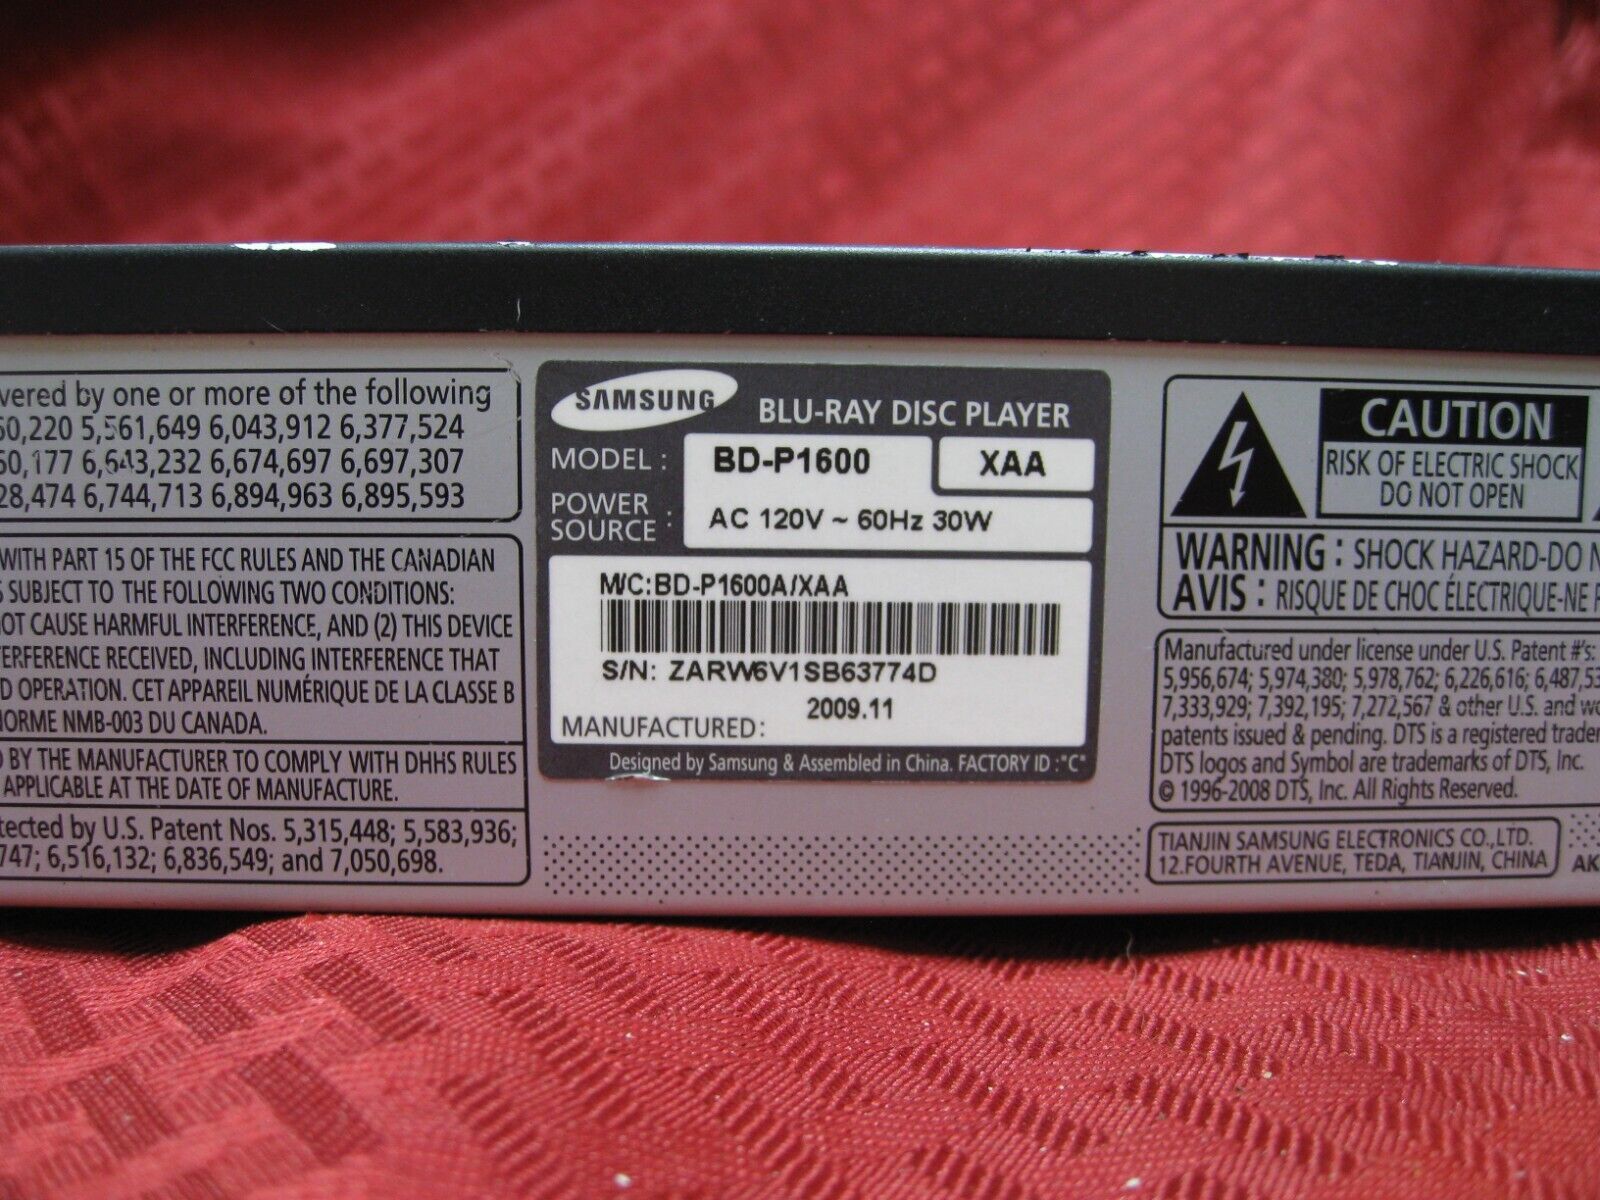 vered by one or more of the following
60,220 5,561,649 6,043,912 6,377,524
60,177 6,643,232 6,674,697 6,697,307
28,474 6,744,713 6,894,963 6,895,593
WITH PART 15 OF THE FCC RULES AND THE CANADIAN
S SUBJECT TO THE FOLLOWING TWO CONDITIONS:
NOT CAUSE HARMFUL INTERFERENCE, AND (2) THIS DEVICE
TERFERENCE RECEIVED, INCLUDING INTERFERENCE THAT
D OPERATION. CET APPAREIL NUMÉRIQUE DE LA CLASSE B
NORME NMB-003 DU CANADA.
D BY THE MANUFACTURER TO COMPLY WITH DHHS RULES
APPLICABLE AT THE DATE OF MANUFACTURE.
tected by U.S. Patent Nos. 5,315,448; 5,583,936;
747; 6,516,132; 6,836,549; and 7,050,698.
SAMSUNG
BLU-RAY DISC PLAYER
MODEL : BD-P1600 XAA
POWER SOURCE : AC 120V ~ 60Hz 30W
M/C:BD-P1600A/XAA
S/N: ZARW6V1SB63774D
2009.11
MANUFACTURED:
Designed by Samsung & Assembled in China. FACTORY ID :"C"
CAUTION
RISK OF ELECTRIC SHOCK
DO NOT OPEN
WARNING : SHOCK HAZARD-DO N
AVIS : RISQUE DE CHOC ÉLECTRIQUE-NE P
Manufactured under license under U.S. Patent #'s:
5,956,674; 5,974,380; 5,978,762; 6,226,616; 6,487,53
7,333,929; 7,392,195; 7,272,567 & other U.S. and wo
patents issued & pending. DTS is a registered trader
DTS logos and Symbol are trademarks of DTS, Inc.
© 1996-2008 DTS, Inc. All Rights Reserved.
TIANJIN SAMSUNG ELECTRONICS CO.,LTD.
12.FOURTH AVENUE, TEDA, TIANJIN, CHINA
AK